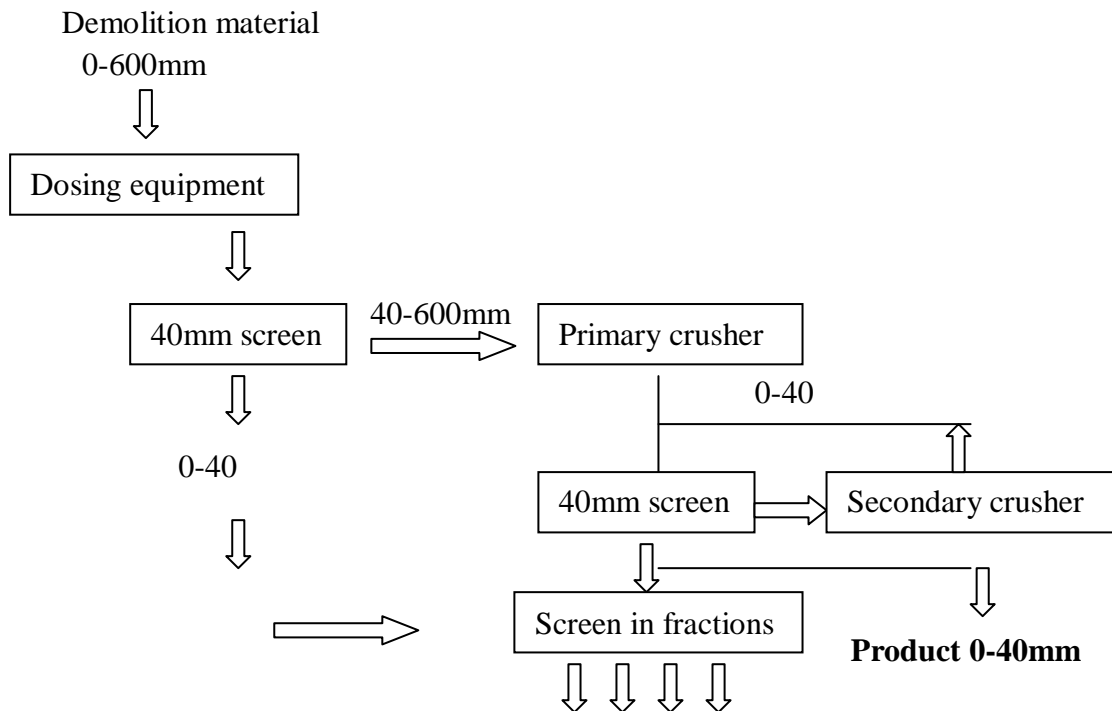 Demolition material
0-600mm
Dosing equipment
40mm screen
40-600mm
Primary crusher
0-40
0-40
40mm screen
Secondary crusher
Screen in fractions
Product 0-40mm